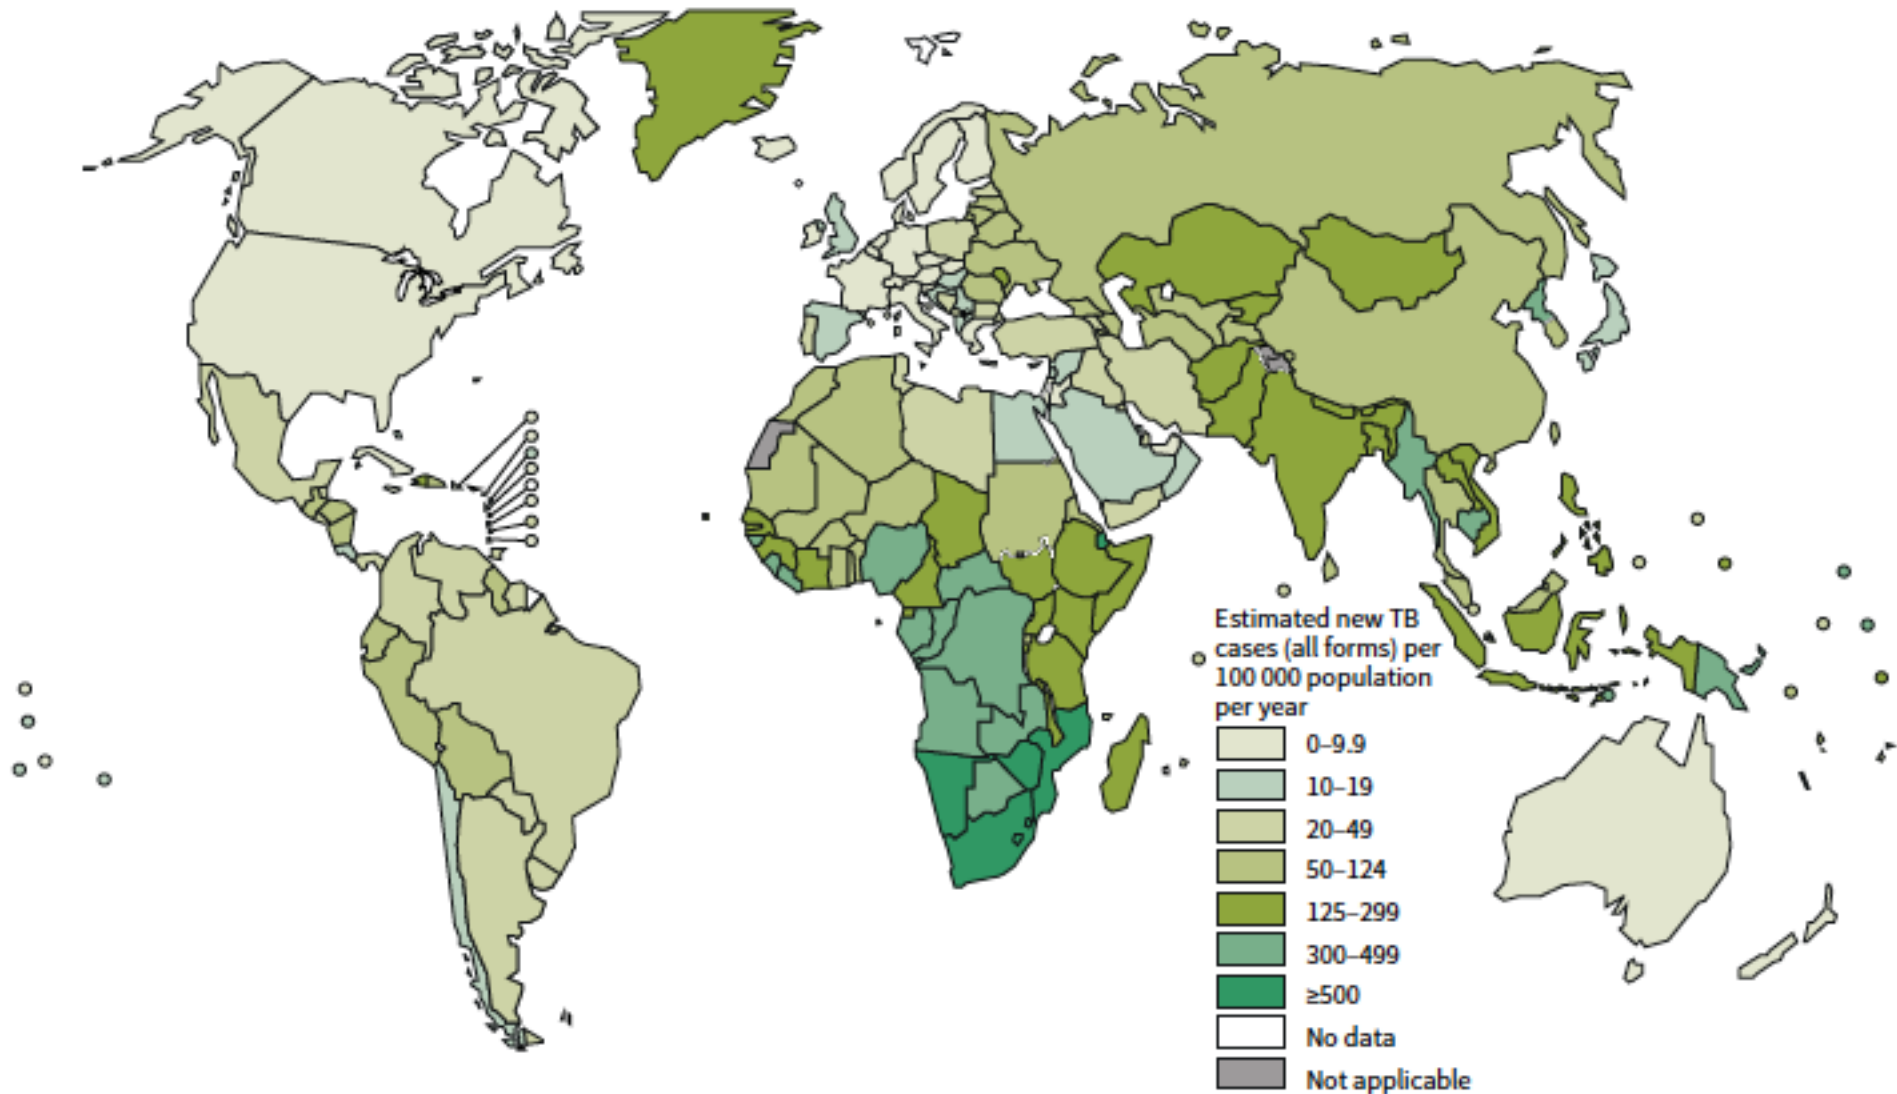 Estimated new TB
cases (all forms) per
100 000 population
per year
0–9.9
10–19
20–49
50–124
125–299
300–499
≥500
No data
Not applicable